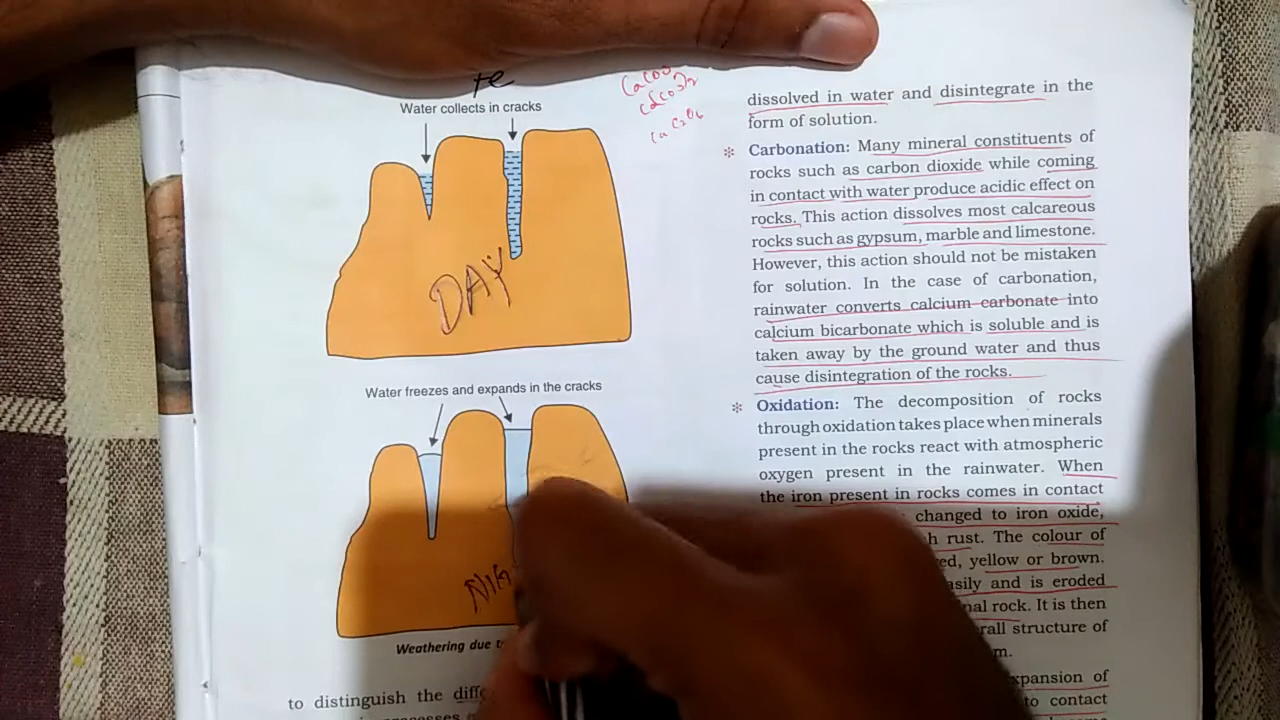 te
Water collects in cracks
DAY
Water freezes and expands in the cracks
Weathering due
to distinguish the
CaCO
dissolved in water and disintegrate in the
form of solution.
* Carbonation: Many mineral constituents of
rocks such as carbon dioxide while coming
in contact with water produce acidic effect on
rocks. This action dissolves most calcareous
rocks such as gypsum, marble and limestone.
However, this action should not be mistaken
for solution. In the case of carbonation,
rainwater converts calcium carbonate into
calcium bicarbonate which is soluble and is
taken away by the ground water and thus
cause disintegration of the rocks.
* Oxidation: The decomposition of rocks
through oxidation takes place when minerals
present in the rocks react with atmospheric
oxygen present in the rainwater. When
the iron present in rocks comes in contact
changed to iron oxide,
rust. The colour of
yellow or brown.
and is eroded
rock. It is then
structure of
of
to contact